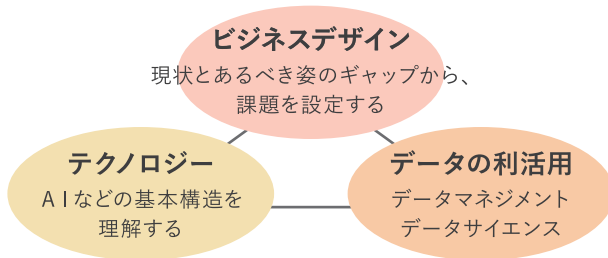 ビジネスデザイン
現状とあるべき姿のギャップから、
課題を設定する
テクノロジー
AIなどの基本構造を
理解する
データの利活用
データマネジメント
データサイエンス